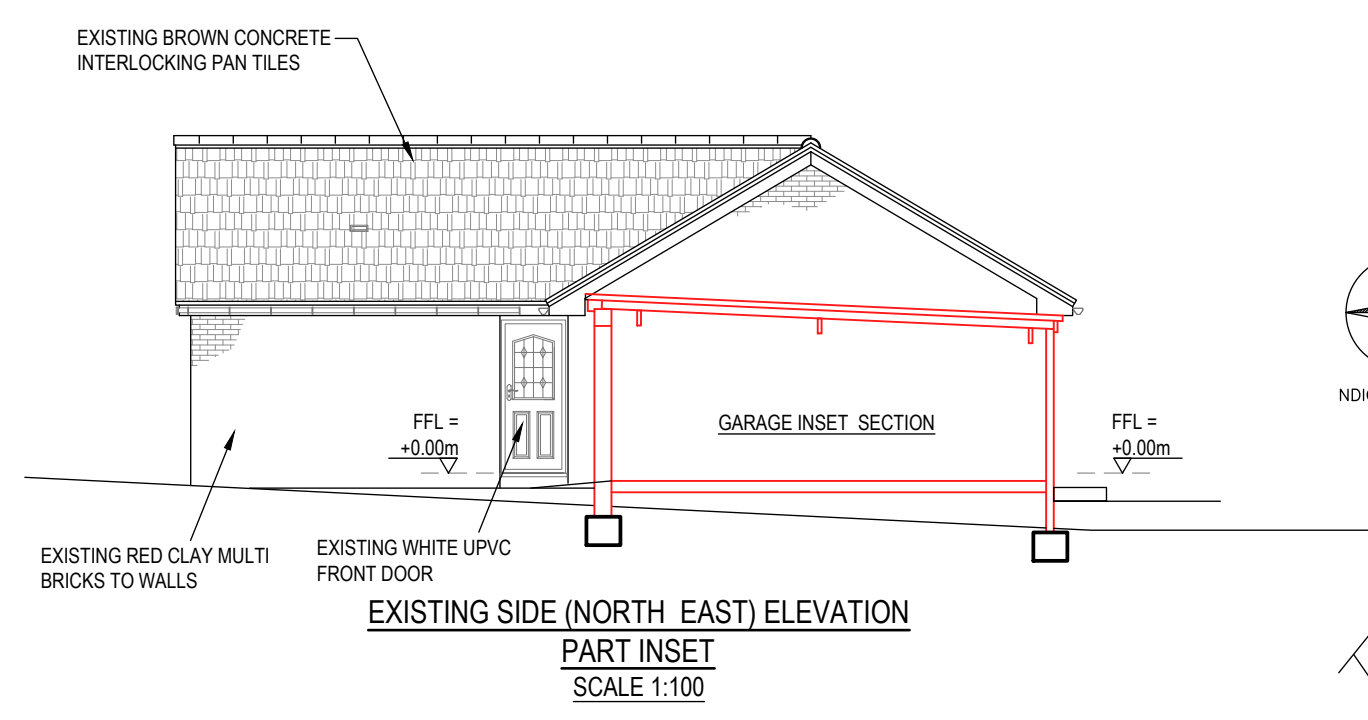 EXISTING BROWN CONCRETE
INTERLOCKING PAN TILES
FFL =
+0.00m
GARAGE INSET SECTION
FFL =
+0.00m
EXISTING RED CLAY MULTI
BRICKS TO WALLS
EXISTING WHITE UPVC
FRONT DOOR
EXISTING SIDE (NORTH EAST) ELEVATION
PART INSET
SCALE 1:100